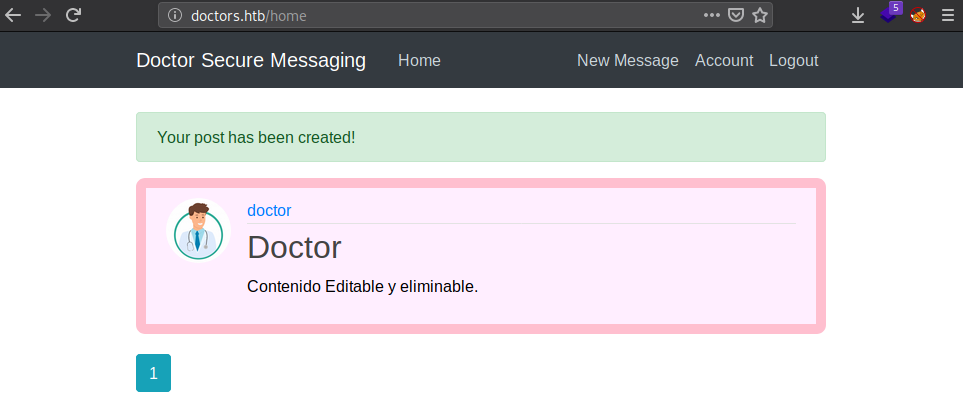 doctors.htb/home
5
Doctor Secure Messaging Home New Message Account Logout
Your post has been created!
doctor
Doctor
Contenido Editable y eliminable.
1